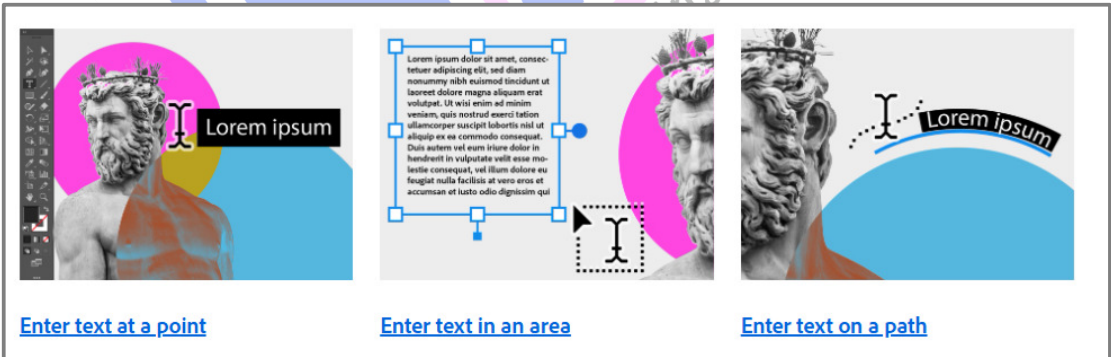 Lorem ipsum
Lorem ipsum dolor sit amet, consec-
tetuer adipiscing elit, sed diam
nonummy nibh euismod tincidunt ut
laoreet dolore magna aliquam erat
volutpat. Ut wisi enim ad minim
veniam, quis nostrud exerci tation
ullamcorper suscipit lobortis nisl ut
aliquip ex ea commodo consequat.
Duis autem vel eum iriure dolor in
hendrerit in vulputate velit esse mo-
lestie consequat, vel illum dolore eu
feugiat nulla facilisis at vero eros et
accumsan et iusto odio dignissim qui
Lorem ipsum
Enter text at a point
Enter text in an area
Enter text on a path